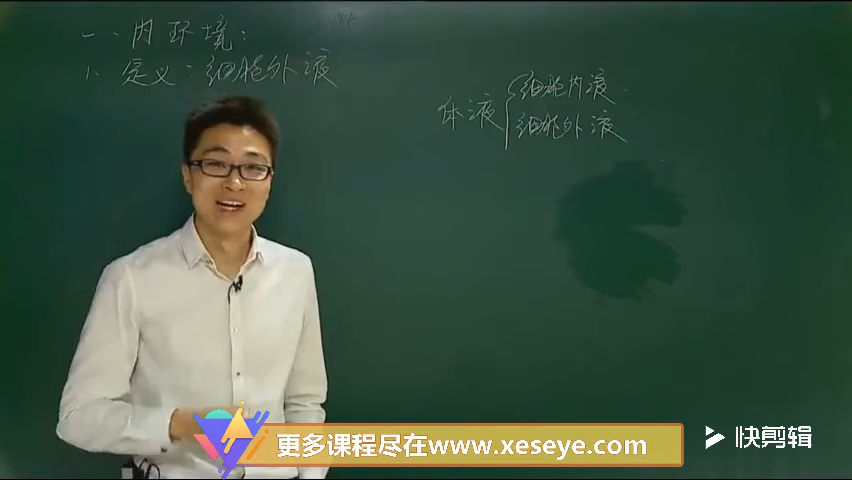 一、内环境：
1、定义：细胞外液
体液
细胞内液
细胞外液
更多课程尽在www.xeseye.com
快剪辑